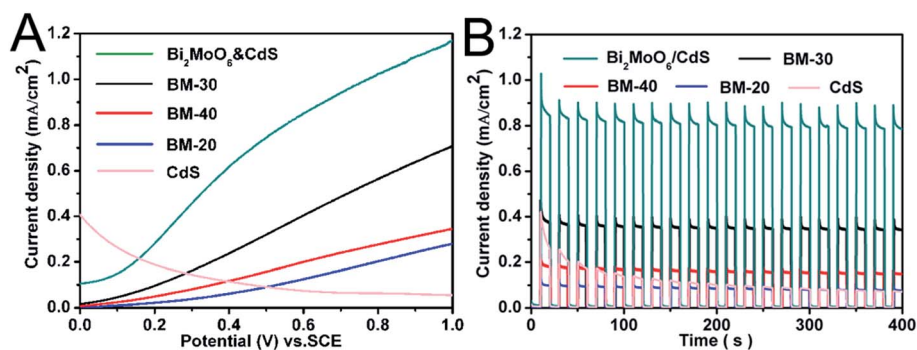 A
Current density (mA/cm²)
1.2
1.0
0.8
0.6
0.4
0.2
0.0
Bi₂MoO₆&CdS
BM-30
BM-40
BM-20
CdS
0.0 0.2 0.4 0.6 0.8 1.0
Potential (V) vs.SCE
B
Current density (mA/cm²)
1.2
1.0
0.8
0.6
0.4
0.2
0.0
Bi₂MoO₆/CdS BM-30
BM-40 BM-20 CdS
0 100 200 300 400
Time ( s )